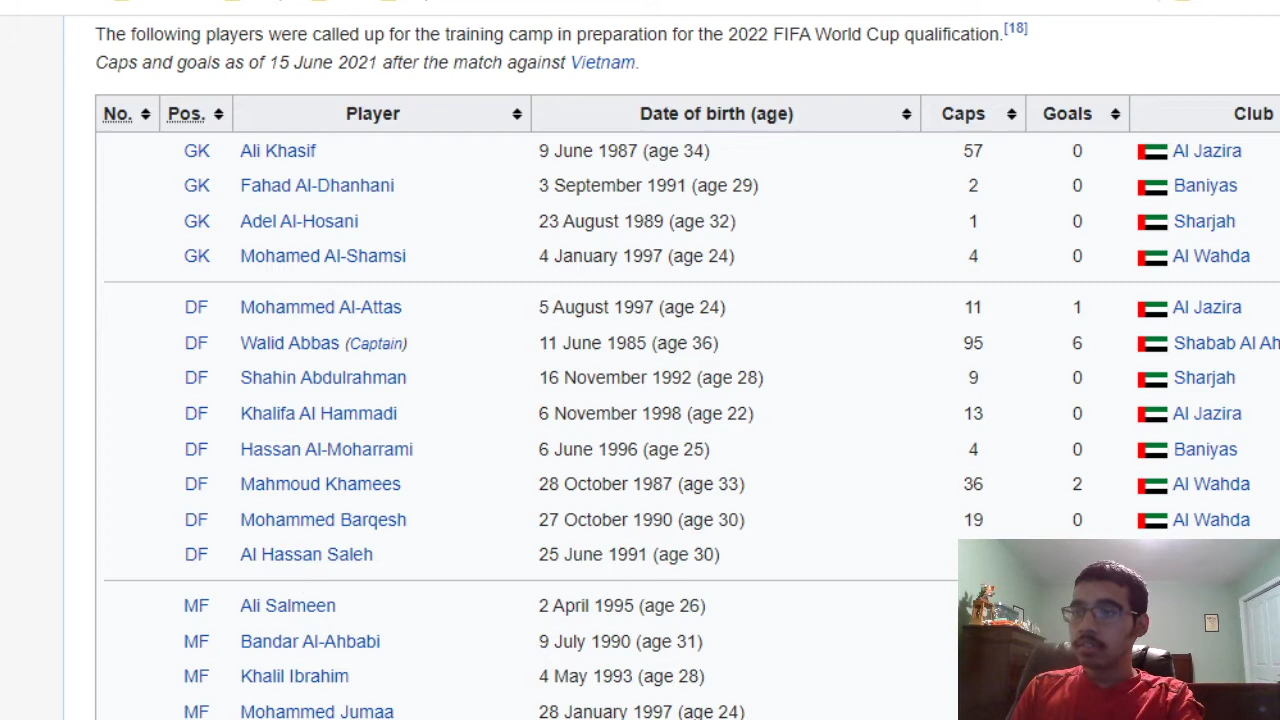 The following players were called up for the training camp in preparation for the 2022 FIFA World Cup qualification.[18]
Caps and goals as of 15 June 2021 after the match against Vietnam.
No. Pos. Player Date of birth (age) Caps Goals Club
GK Ali Khasif 9 June 1987 (age 34) 57 0 Al Jazira
GK Fahad Al-Dhanhani 3 September 1991 (age 29) 2 0 Baniyas
GK Adel Al-Hosani 23 August 1989 (age 32) 1 0 Sharjah
GK Mohamed Al-Shamsi 4 January 1997 (age 24) 4 0 Al Wahda
DF Mohammed Al-Attas 5 August 1997 (age 24) 11 1 Al Jazira
DF Walid Abbas (Captain) 11 June 1985 (age 36) 95 6 Shabab Al Ah
DF Shahin Abdulrahman 16 November 1992 (age 28) 9 0 Sharjah
DF Khalifa Al Hammadi 6 November 1998 (age 22) 13 0 Al Jazira
DF Hassan Al-Moharrami 6 June 1996 (age 25) 4 0 Baniyas
DF Mahmoud Khamees 28 October 1987 (age 33) 36 2 Al Wahda
DF Mohammed Barqesh 27 October 1990 (age 30) 19 0 Al Wahda
DF Al Hassan Saleh 25 June 1991 (age 30)
MF Ali Salmeen 2 April 1995 (age 26)
MF Bandar Al-Ahbabi 9 July 1990 (age 31)
MF Khalil Ibrahim 4 May 1993 (age 28)
MF Mohammed Jumaa 28 January 1997 (age 24)